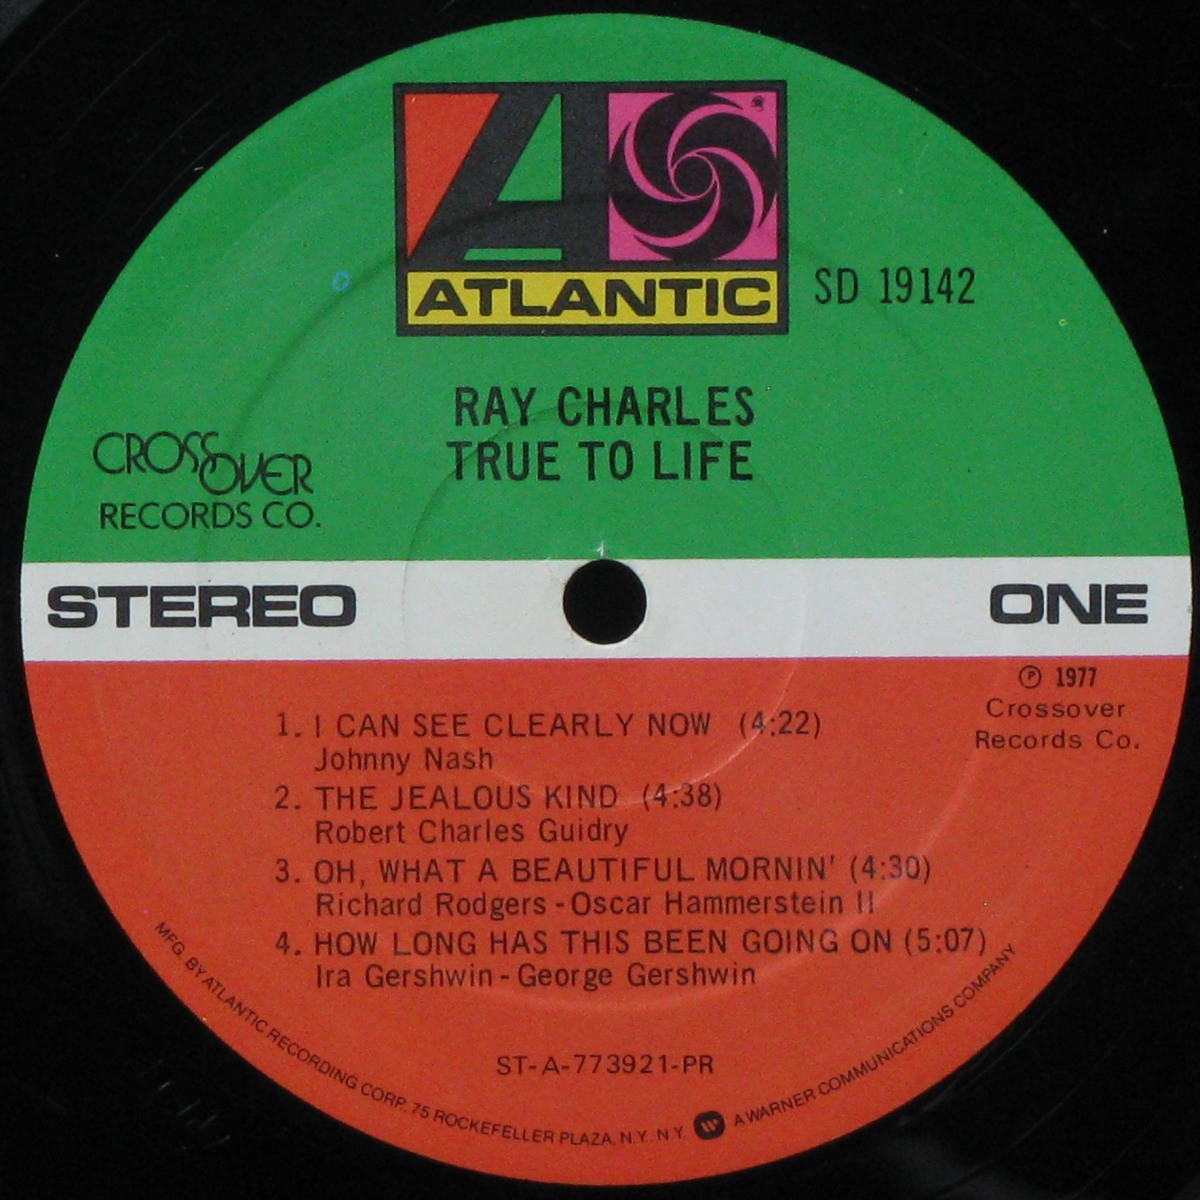 ATLANTIC
SD 19142
RAY CHARLES
TRUE TO LIFE
CROSSOVER
RECORDS CO.
STEREO
ONE
℗ 1977
Crossover
Records Co.
1. I CAN SEE CLEARLY NOW (4:22)
Johnny Nash
2. THE JEALOUS KIND (4:38)
Robert Charles Guidry
3. OH, WHAT A BEAUTIFUL MORNIN' (4:30)
Richard Rodgers - Oscar Hammerstein II
4. HOW LONG HAS THIS BEEN GOING ON (5:07)
Ira Gershwin - George Gershwin
ST-A-773921-PR
MFG. BY ATLANTIC RECORDING CORP. 75 ROCKEFELLER PLAZA, N.Y. N.Y. A WARNER COMMUNICATIONS COMPANY